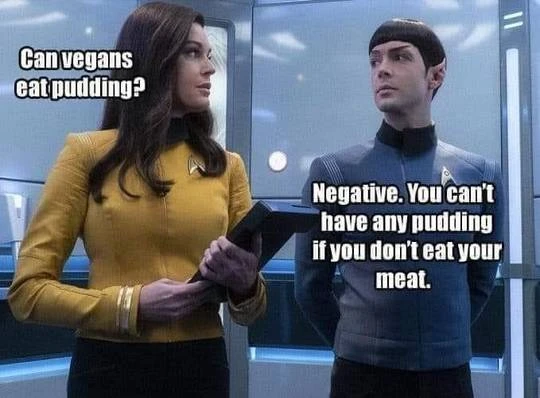 Can vegans
eat pudding?
Negative. You can't
have any pudding
if you don't eat your
meat.